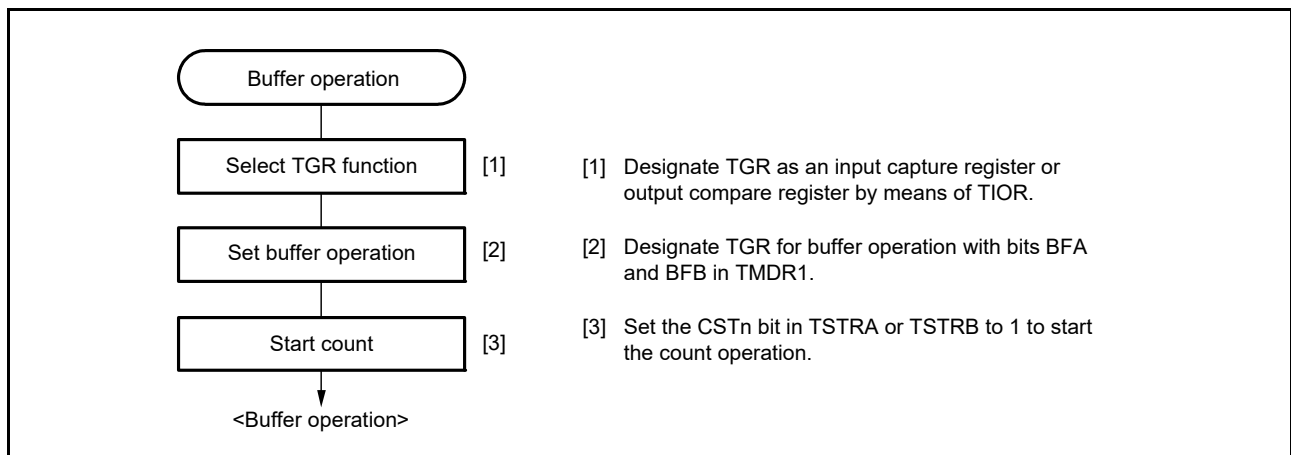 Buffer operation
Select TGR function
[1]
[1] Designate TGR as an input capture register or
output compare register by means of TIOR.
Set buffer operation
[2]
[2] Designate TGR for buffer operation with bits BFA
and BFB in TMDR1.
Start count
[3]
[3] Set the CSTn bit in TSTRA or TSTRB to 1 to start
the count operation.
<Buffer operation>